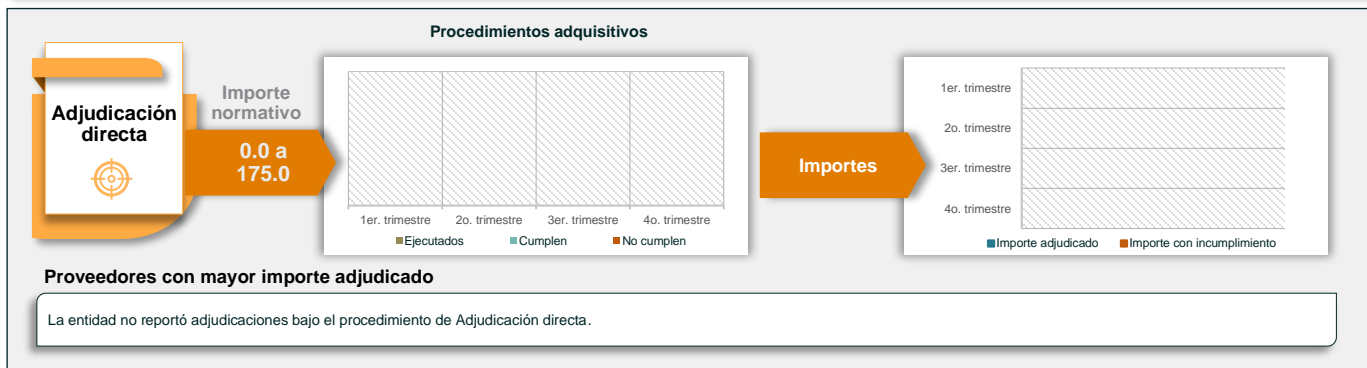 Procedimientos adquisitivos
Adjudicación
directa
Importe
normativo
0.0 a
175.0
1er. trimestre 2o. trimestre 3er. trimestre 4o. trimestre
Ejecutados Cumplen No cumplen
Importes
1er. trimestre
2o. trimestre
3er. trimestre
4o. trimestre
Importe adjudicado Importe con incumplimiento
Proveedores con mayor importe adjudicado
La entidad no reportó adjudicaciones bajo el procedimiento de Adjudicación directa.